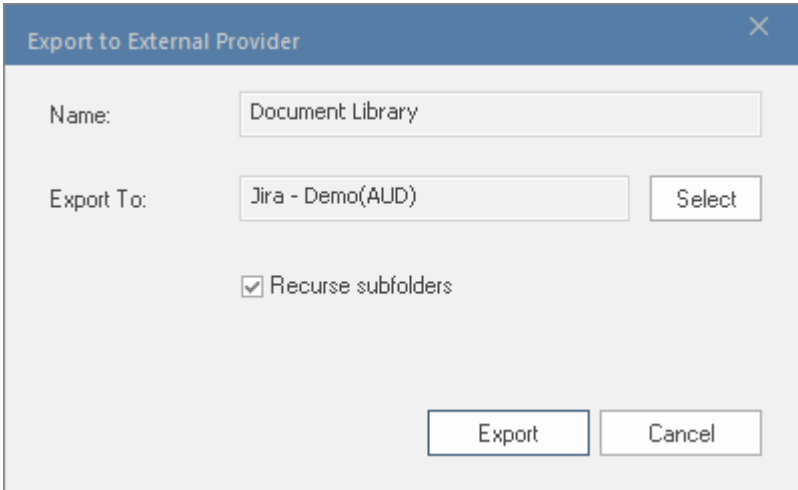 Export to External Provider
Name:
Document Library
Export To:
Jira - Demo(AUD)
Select
Recurse subfolders
Export
Cancel